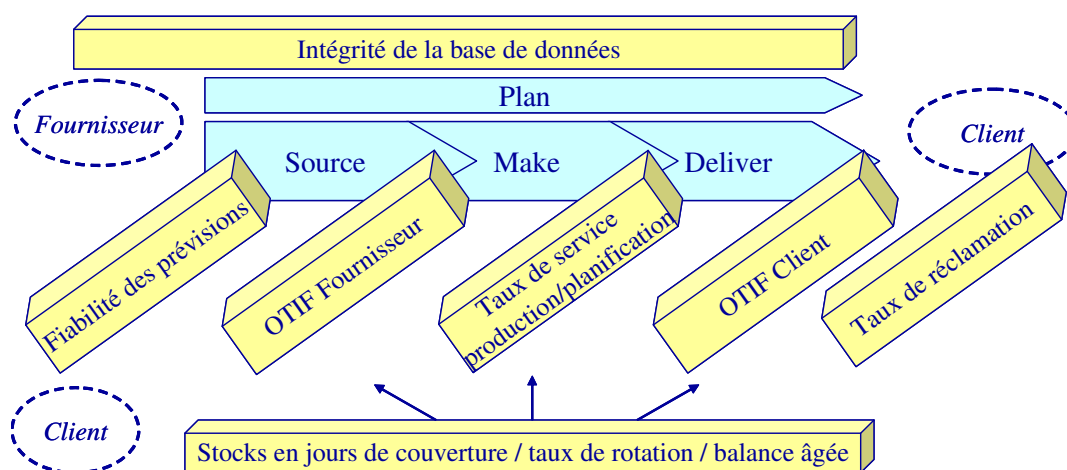 Intégrité de la base de données
Plan
Fournisseur
Client
Source
Make
Deliver
Fiabilité des prévisions
OTIF Fournisseur
Taux de service
production/planification
OTIF Client
Taux de réclamation
Client
Stocks en jours de couverture / taux de rotation / balance âgée